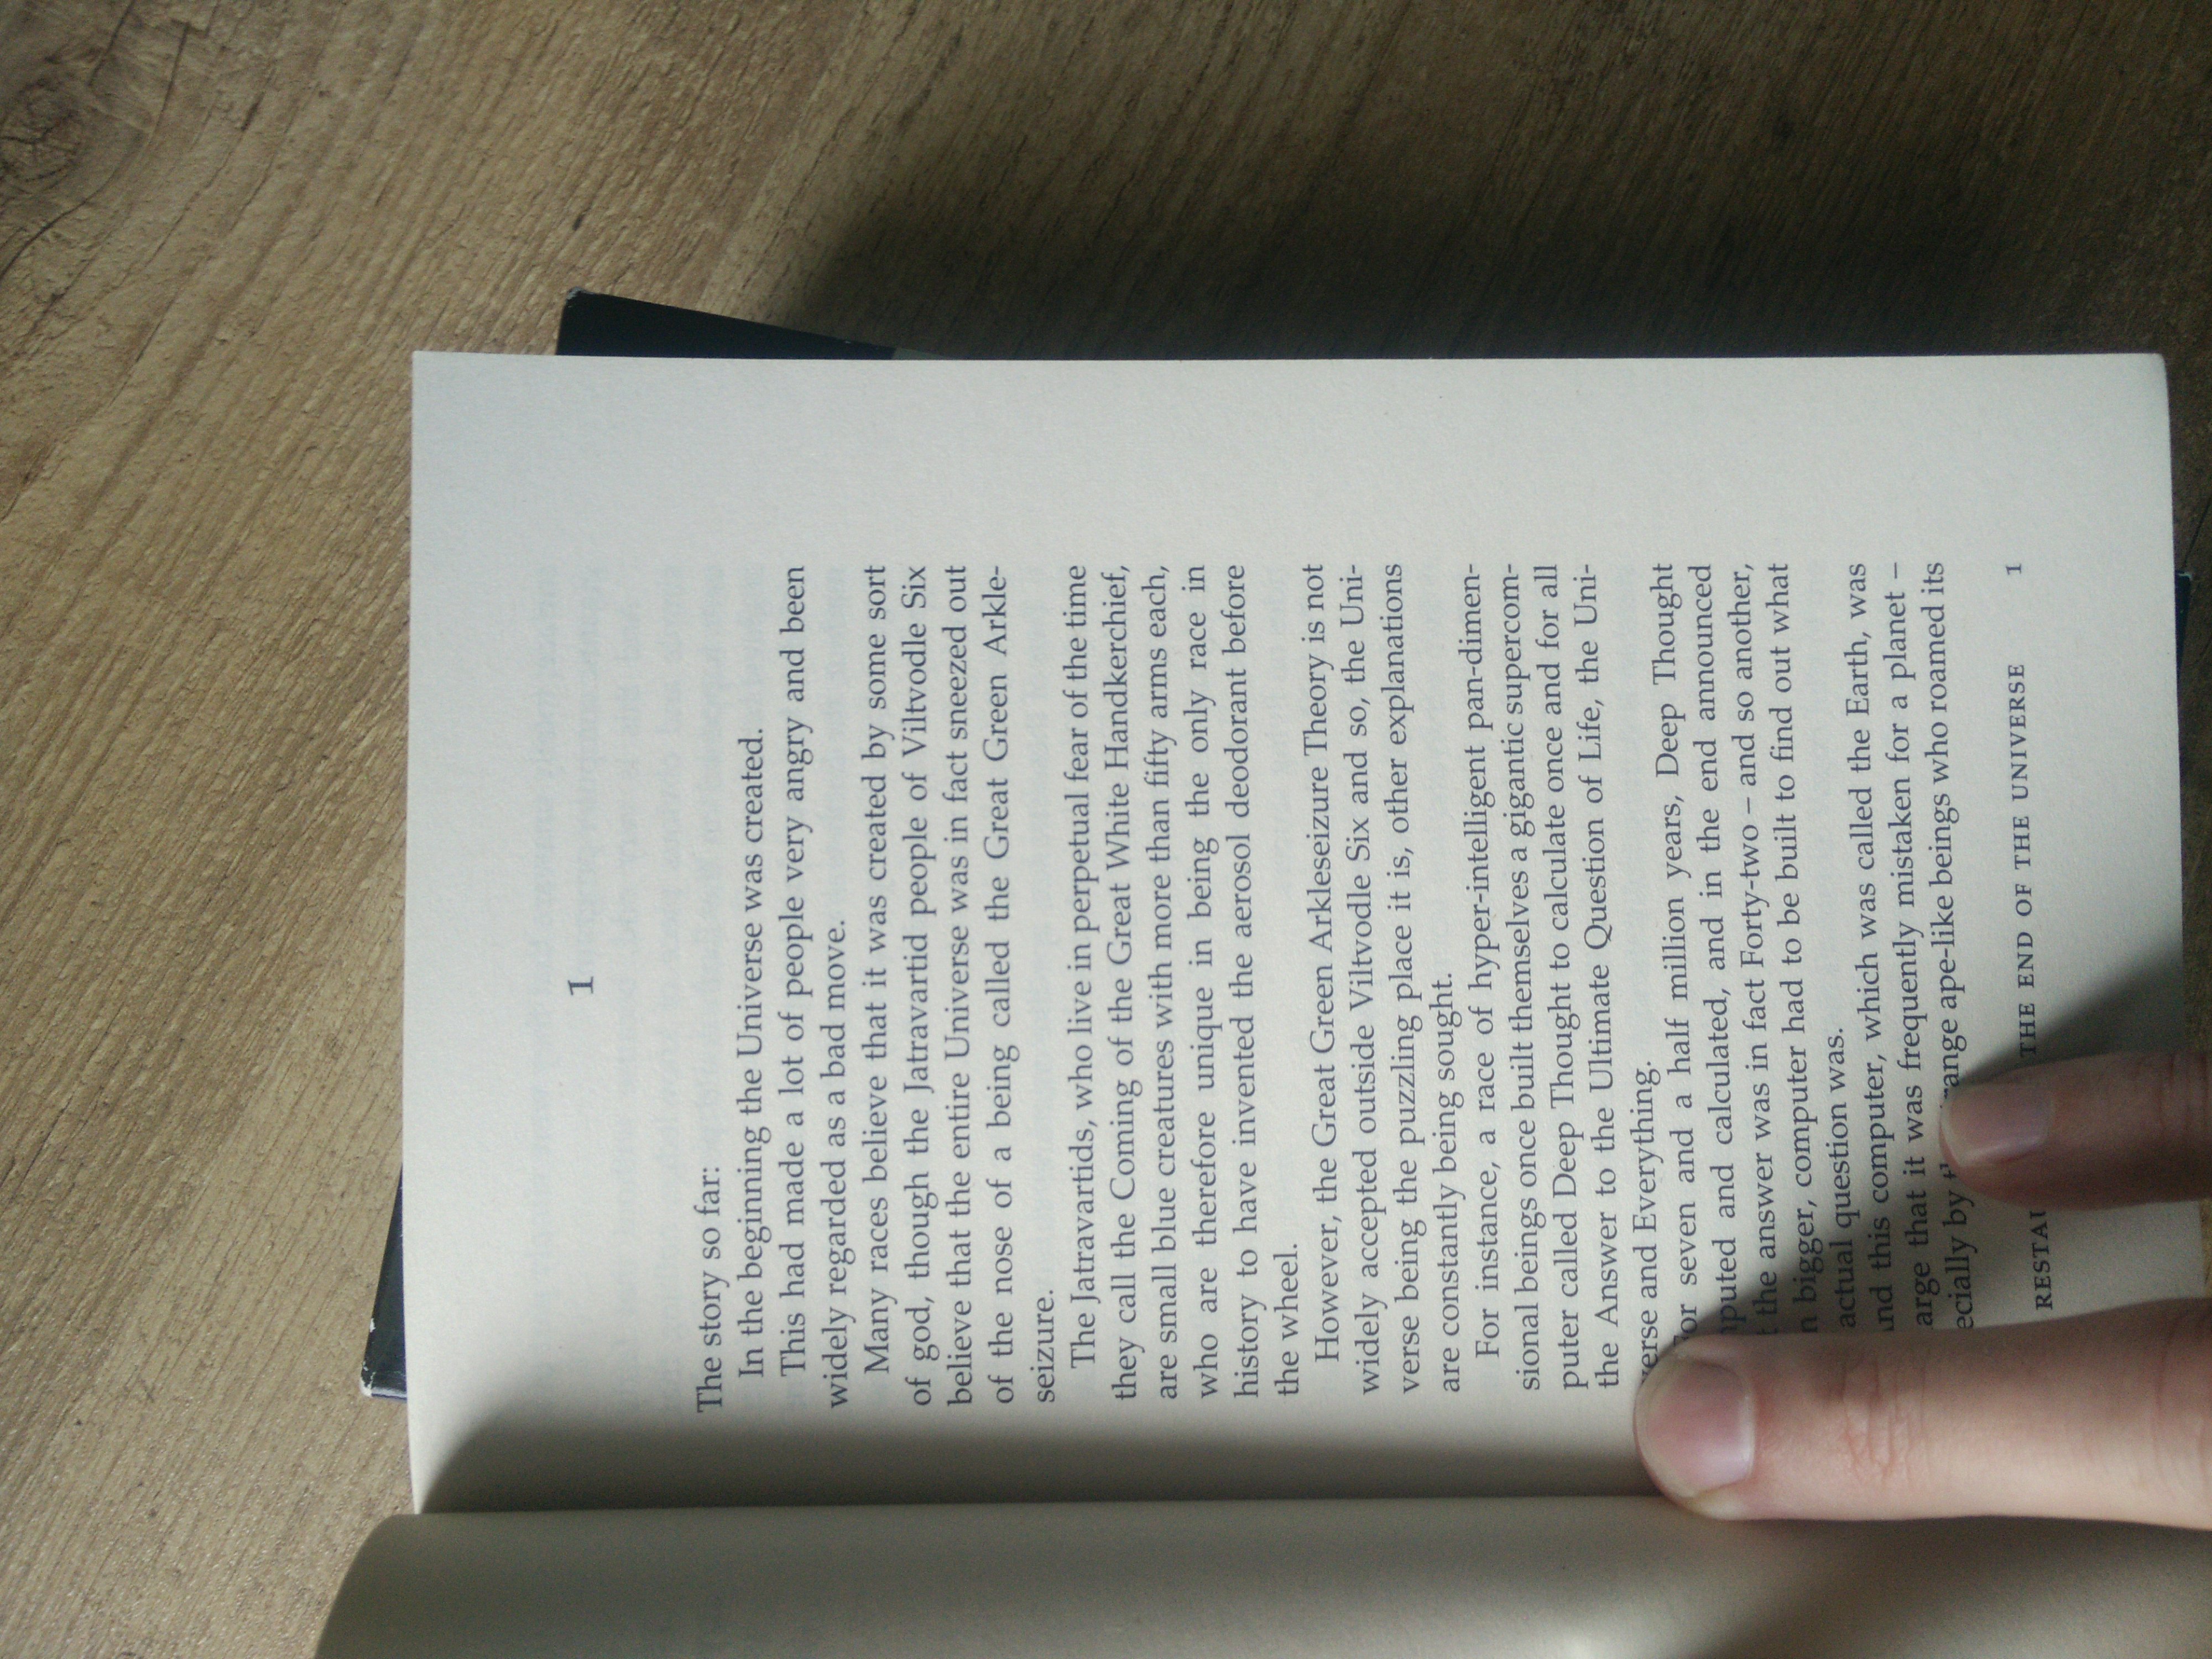 1
The story so far:
In the beginning the Universe was created.
This had made a lot of people very angry and been
widely regarded as a bad move.
Many races believe that it was created by some sort
of god, though the Jatravartid people of Viltvodle Six
believe that the entire Universe was in fact sneezed out
of the nose of a being called the Great Green Arkle-
seizure.
The Jatravartids, who live in perpetual fear of the time
they call the Coming of the Great White Handkerchief,
are small blue creatures with more than fifty arms each,
who are therefore unique in being the only race in
history to have invented the aerosol deodorant before
the wheel.
However, the Great Green Arkleseizure Theory is not
widely accepted outside Viltvodle Six and so, the Uni-
verse being the puzzling place it is, other explanations
are constantly being sought.
For instance, a race of hyper-intelligent pan-dimen-
sional beings once built themselves a gigantic supercom-
puter called Deep Thought to calculate once and for all
the Answer to the Ultimate Question of Life, the Uni-
verse and Everything.
For seven and a half million years, Deep Thought
puted and calculated, and in the end announced
the answer was in fact Forty-two – and so another,
bigger, computer had to be built to find out what
actual question was.
And this computer, which was called the Earth, was
arge that it was frequently mistaken for a planet –
ecially by ange ape-like beings who roamed its
RESTAU THE END OF THE UNIVERSE 1